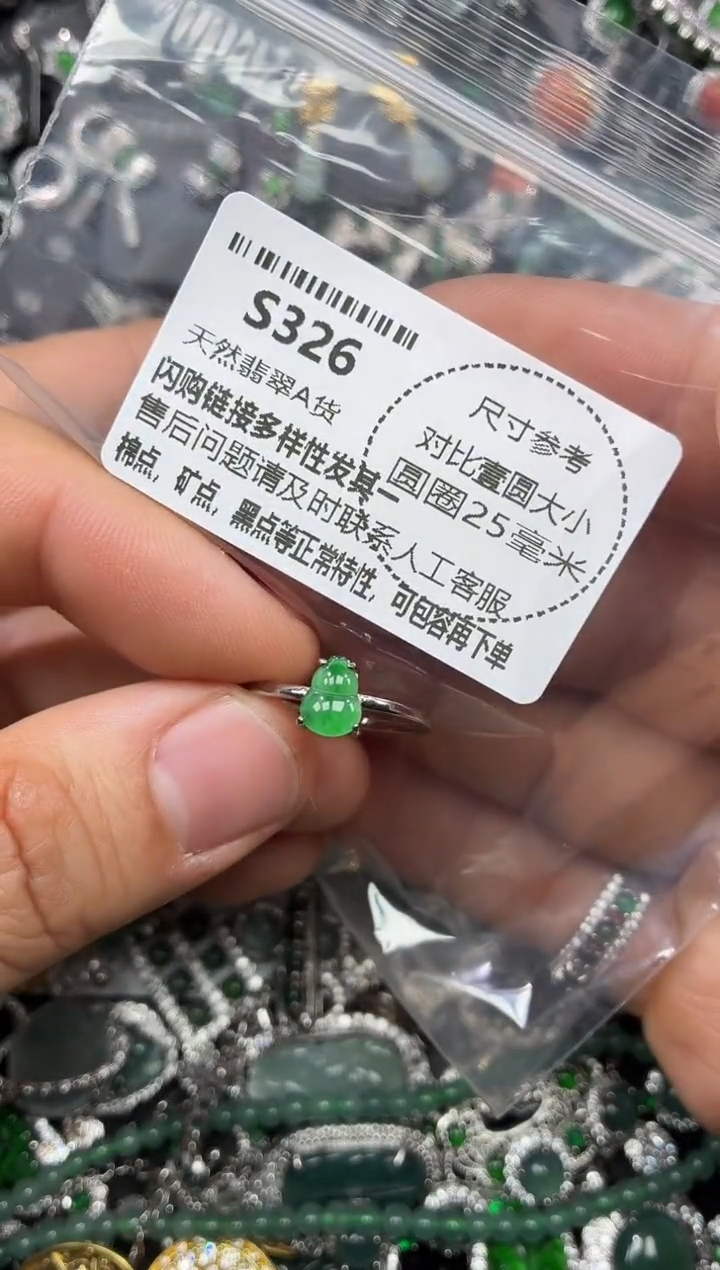 S326
天然翡翠A货
闪购链接多样性发其一
售后问题请及时联系人工客服
棉点，矿点，黑点等正常特性，可包容再下单
尺寸参考
对比壹圆大小
圆圈25毫米